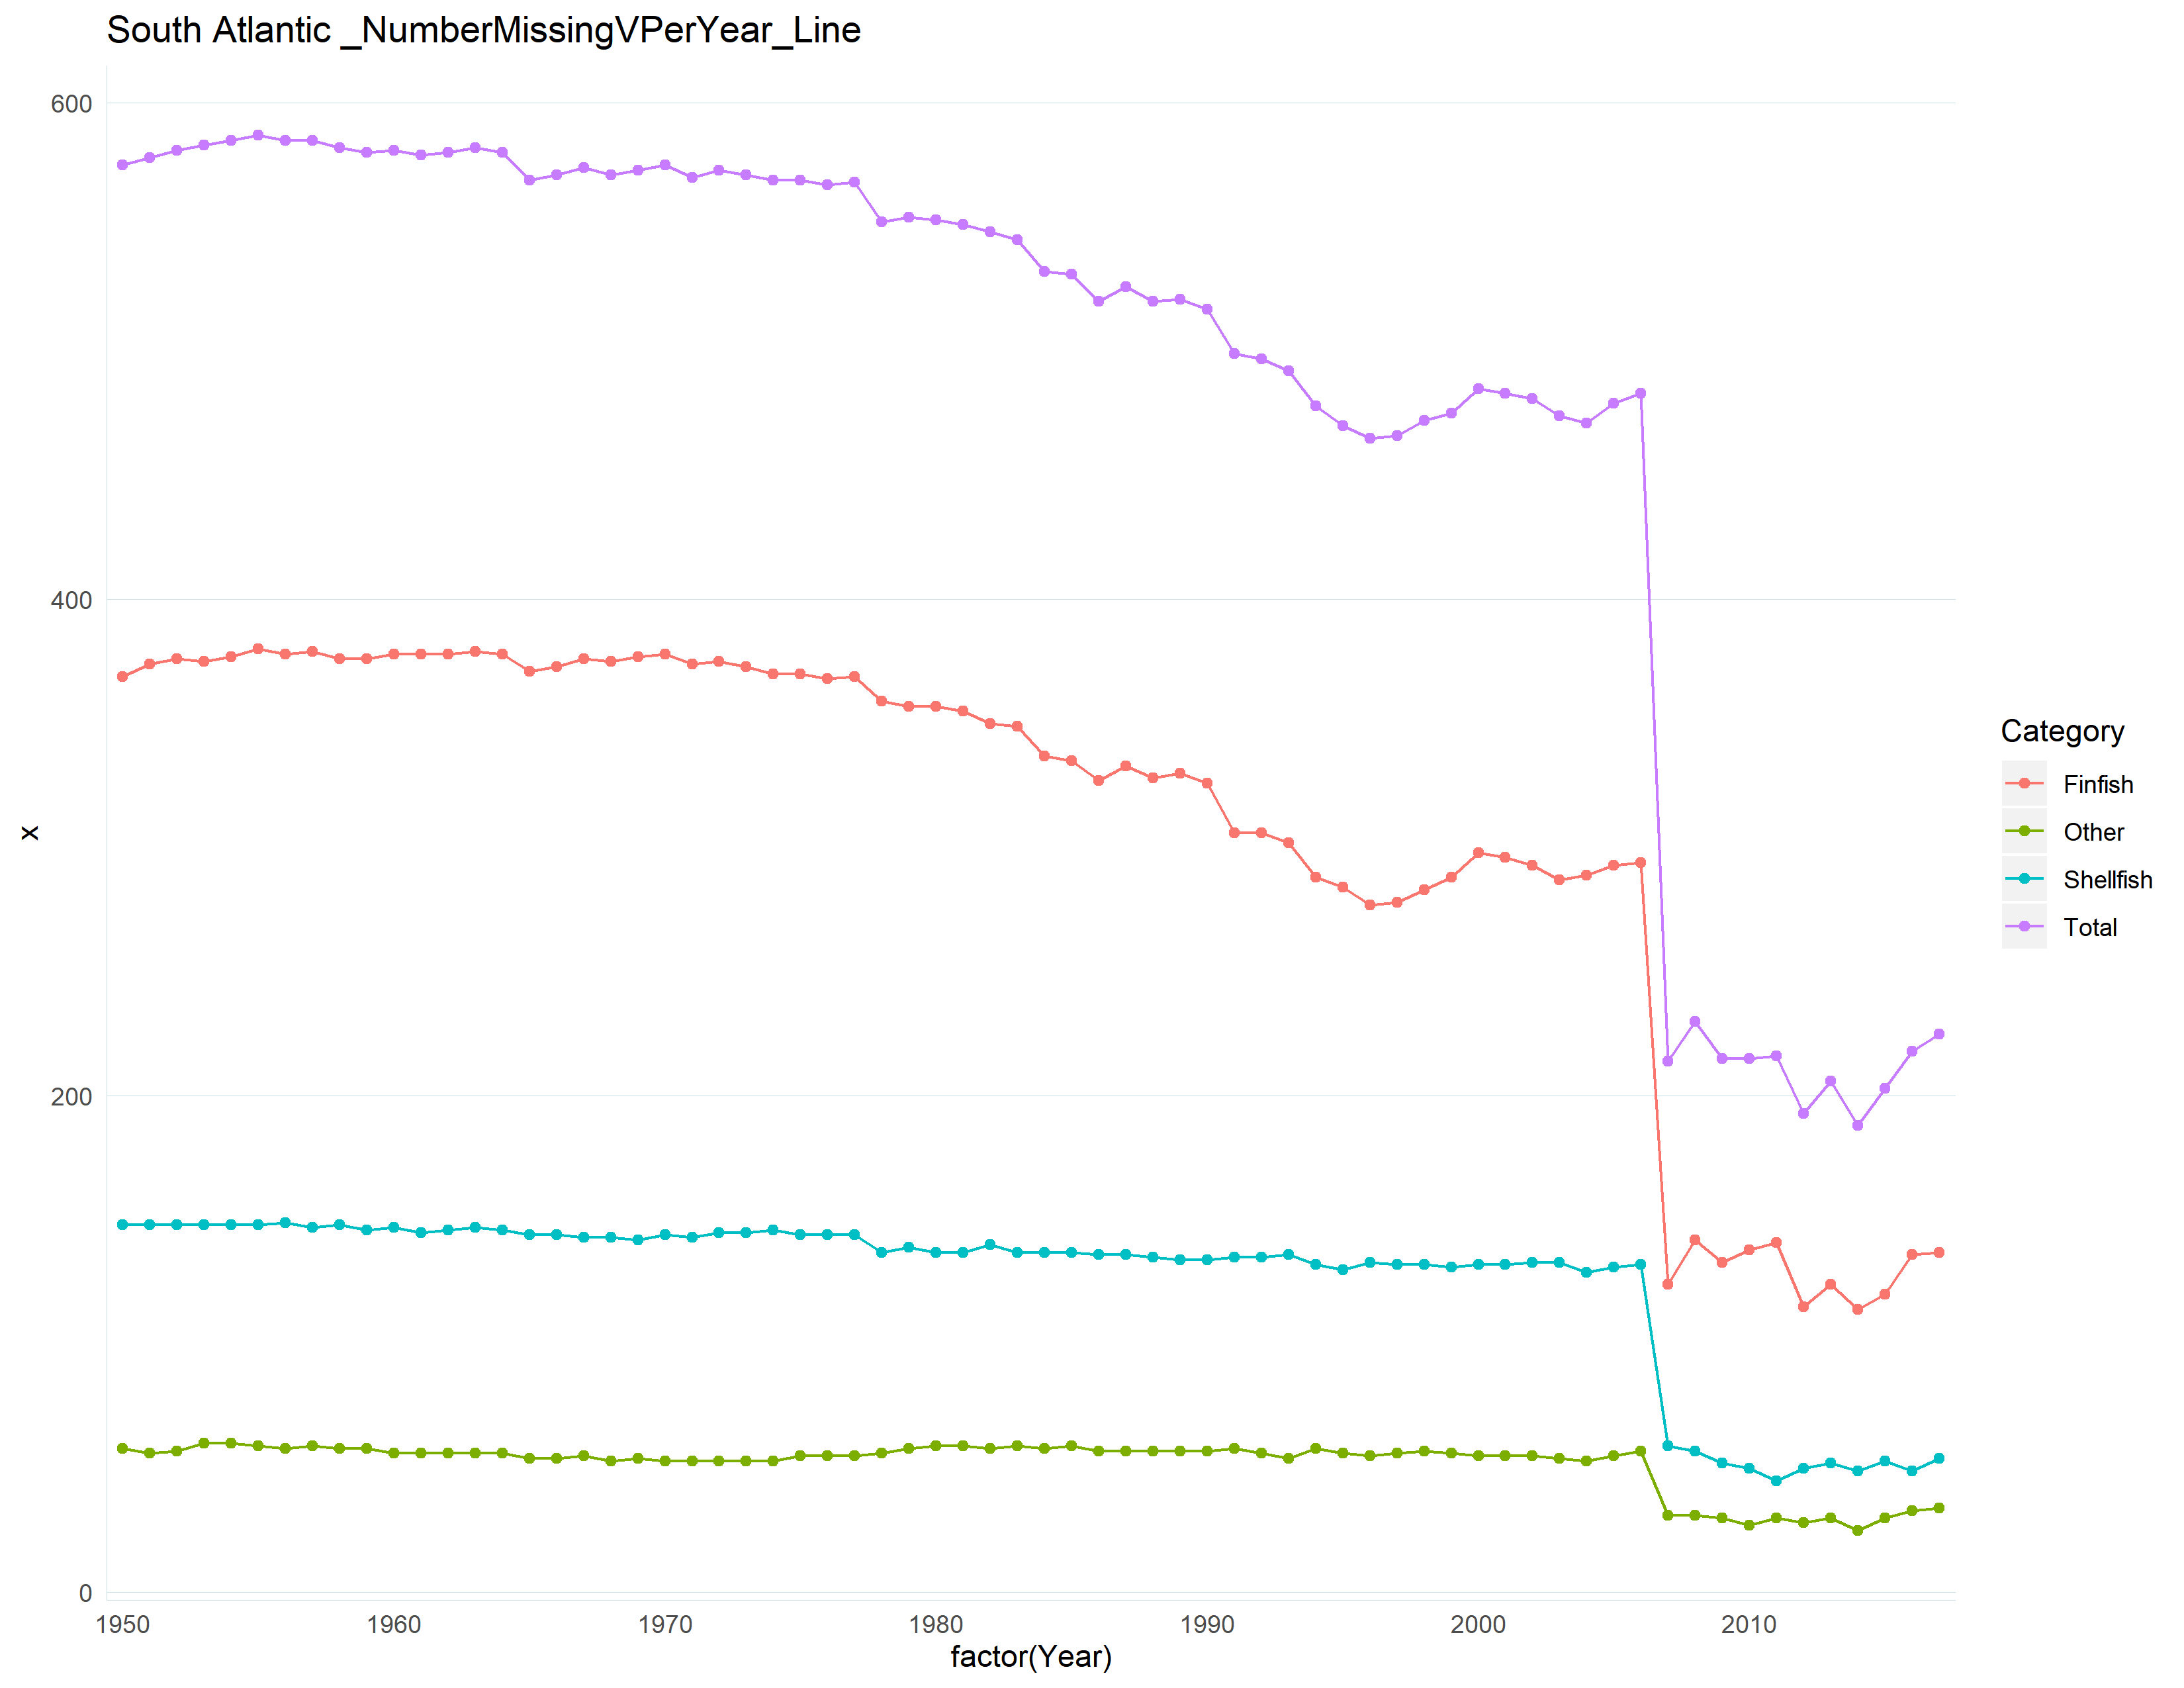 South Atlantic _NumberMissingVPerYear_Line
600
400
200
0
x
1950 1960 1970 1980 1990 2000 2010
factor(Year)
Category
Finfish
Other
Shellfish
Total